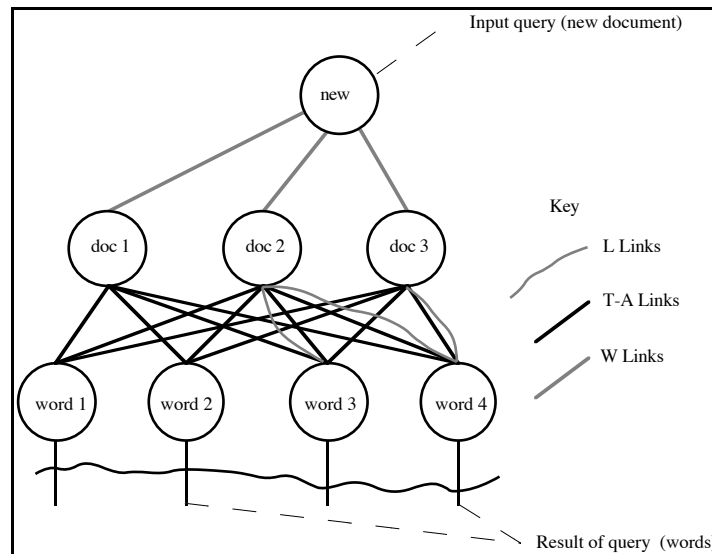 Input query (new document)
new
Key
doc 1
doc 2
doc 3
L Links
T-A Links
W Links
word 1
word 2
word 3
word 4
Result of query (words)